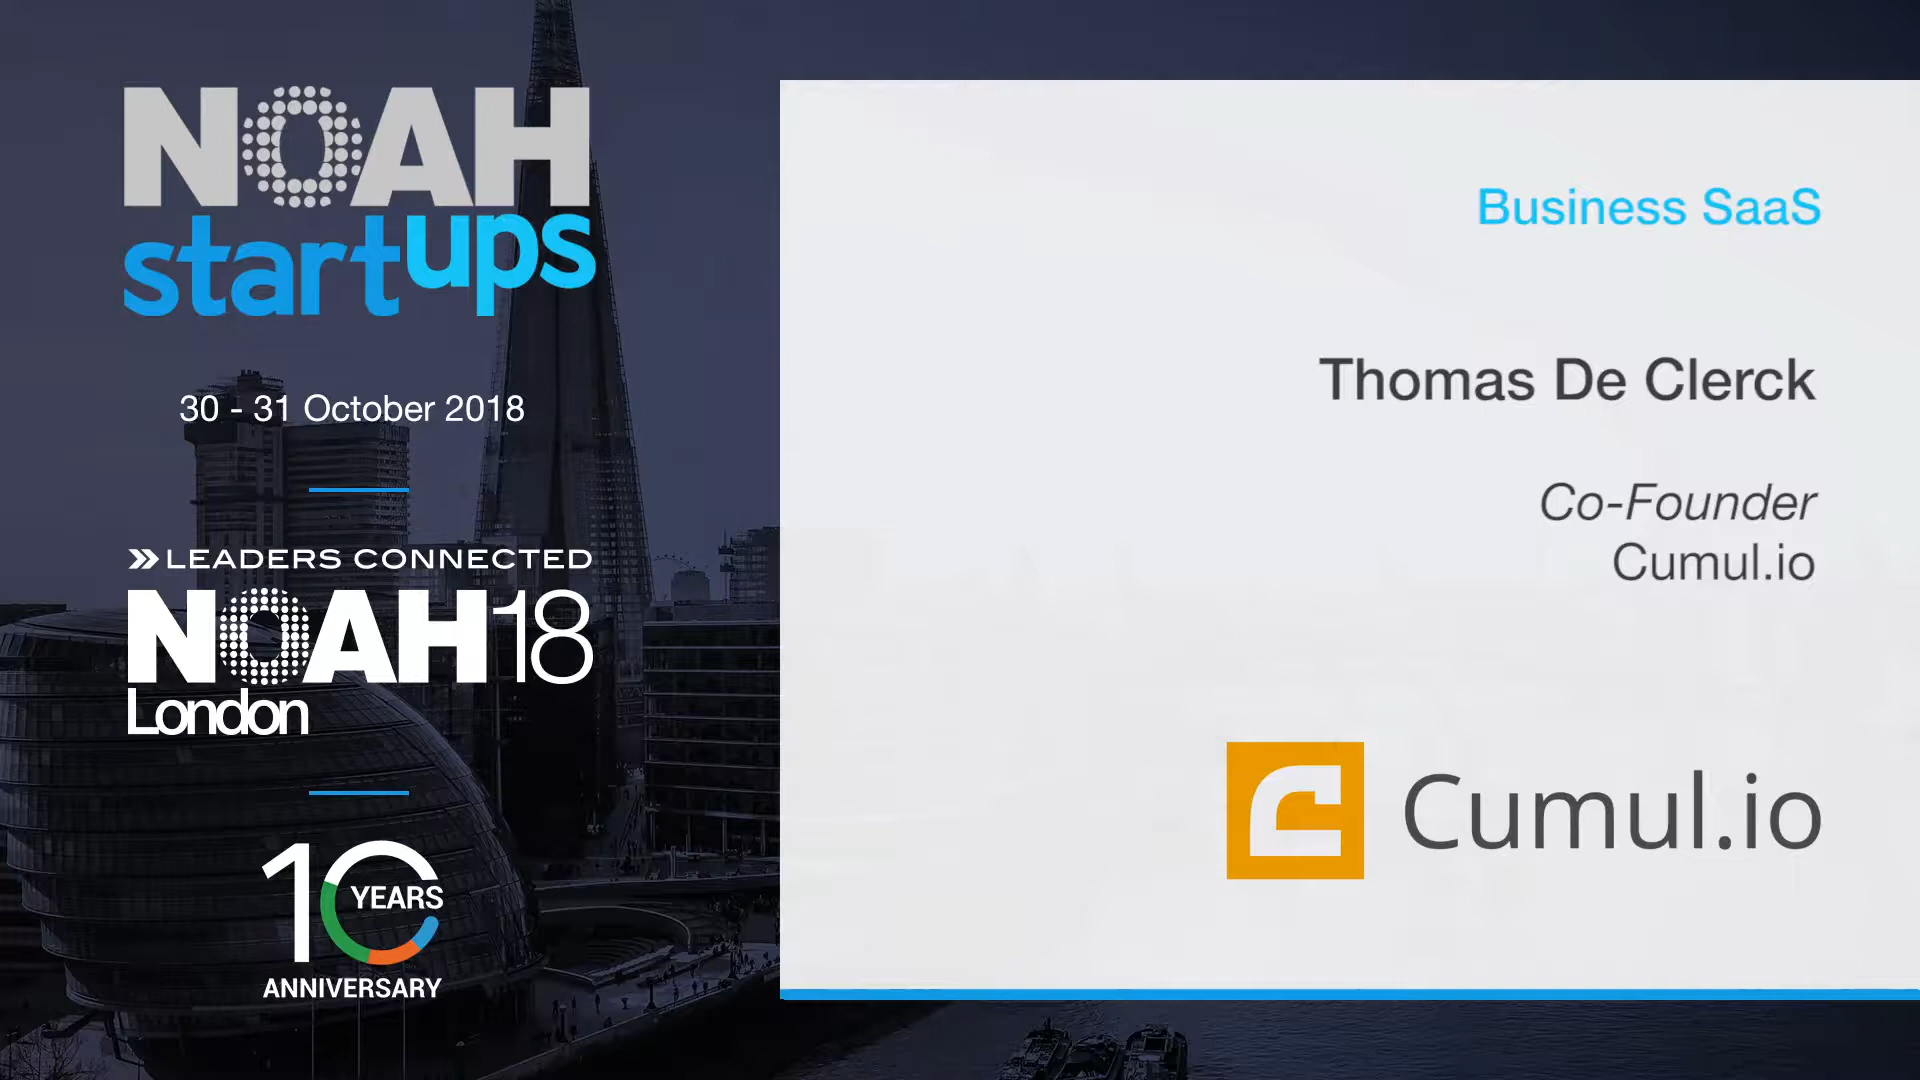 NOAH
startups
30 - 31 October 2018
LEADERS CONNECTED
NOAH18
London
10
YEARS
ANNIVERSARY
Business SaaS
Thomas De Clerck
Co-Founder
Cumul.io
Cumul.io